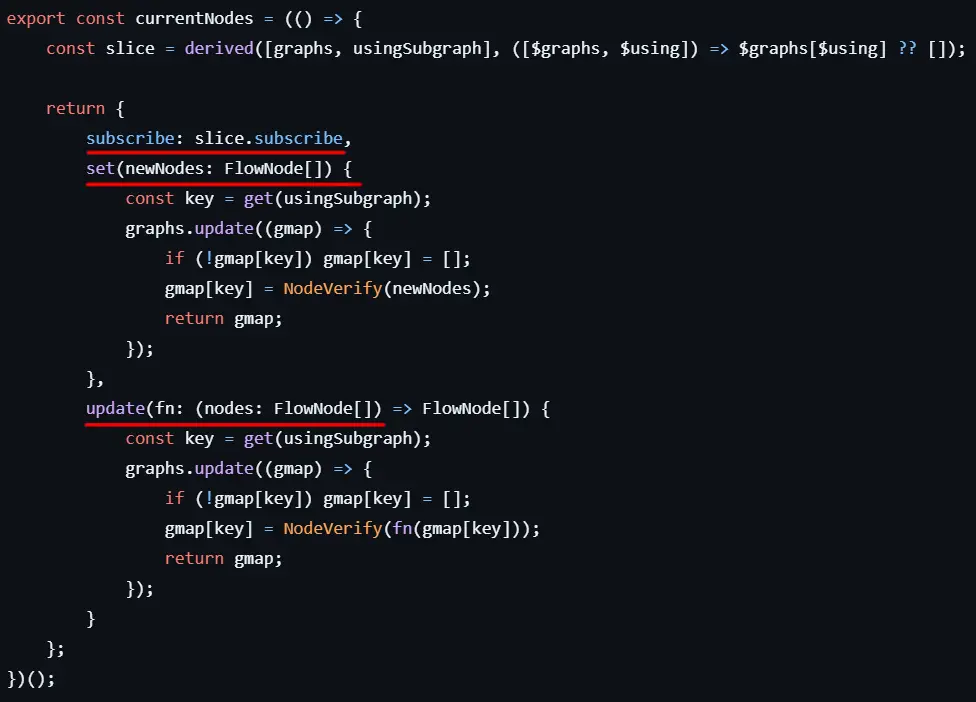 export const currentNodes = (() => {
    const slice = derived([graphs, usingSubgraph], ([$graphs, $using]) => $graphs[$using] ?? []);

    return {
        subscribe: slice.subscribe,
        set(newNodes: FlowNode[]) {
            const key = get(usingSubgraph);
            graphs.update((gmap) => {
                if (!gmap[key]) gmap[key] = [];
                gmap[key] = NodeVerify(newNodes);
                return gmap;
            });
        },
        update(fn: (nodes: FlowNode[]) => FlowNode[]) {
            const key = get(usingSubgraph);
            graphs.update((gmap) => {
                if (!gmap[key]) gmap[key] = [];
                gmap[key] = NodeVerify(fn(gmap[key]));
                return gmap;
            });
        }
    };
})();